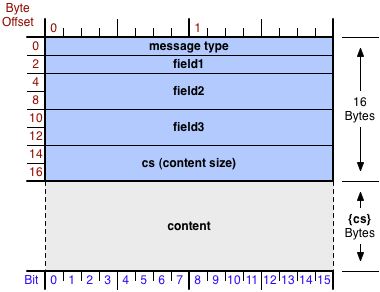 Byte
Offset
0 1
0 message type
2 field1
4 field2
8
10 field3
12
14 cs (content size)
16
16
Bytes
content
{cs}
Bytes
Bit 0 1 2 3 4 5 6 7 8 9 10 11 12 13 14 15